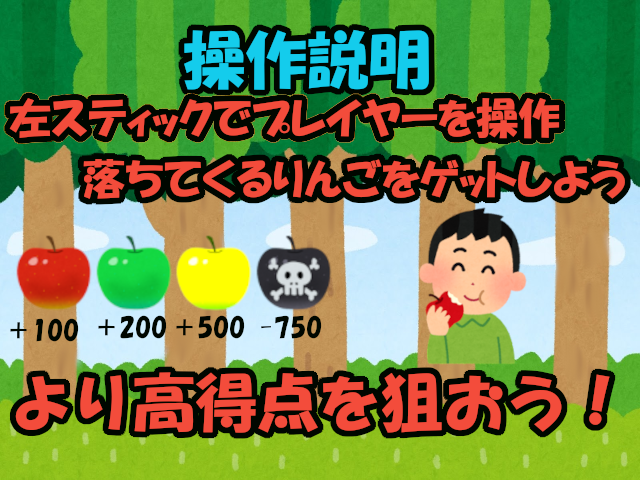 操作説明
左スティックでプレイヤーを操作
落ちてくるりんごをゲットしよう
+100 +200 +500 -750
より高得点を狙おう！